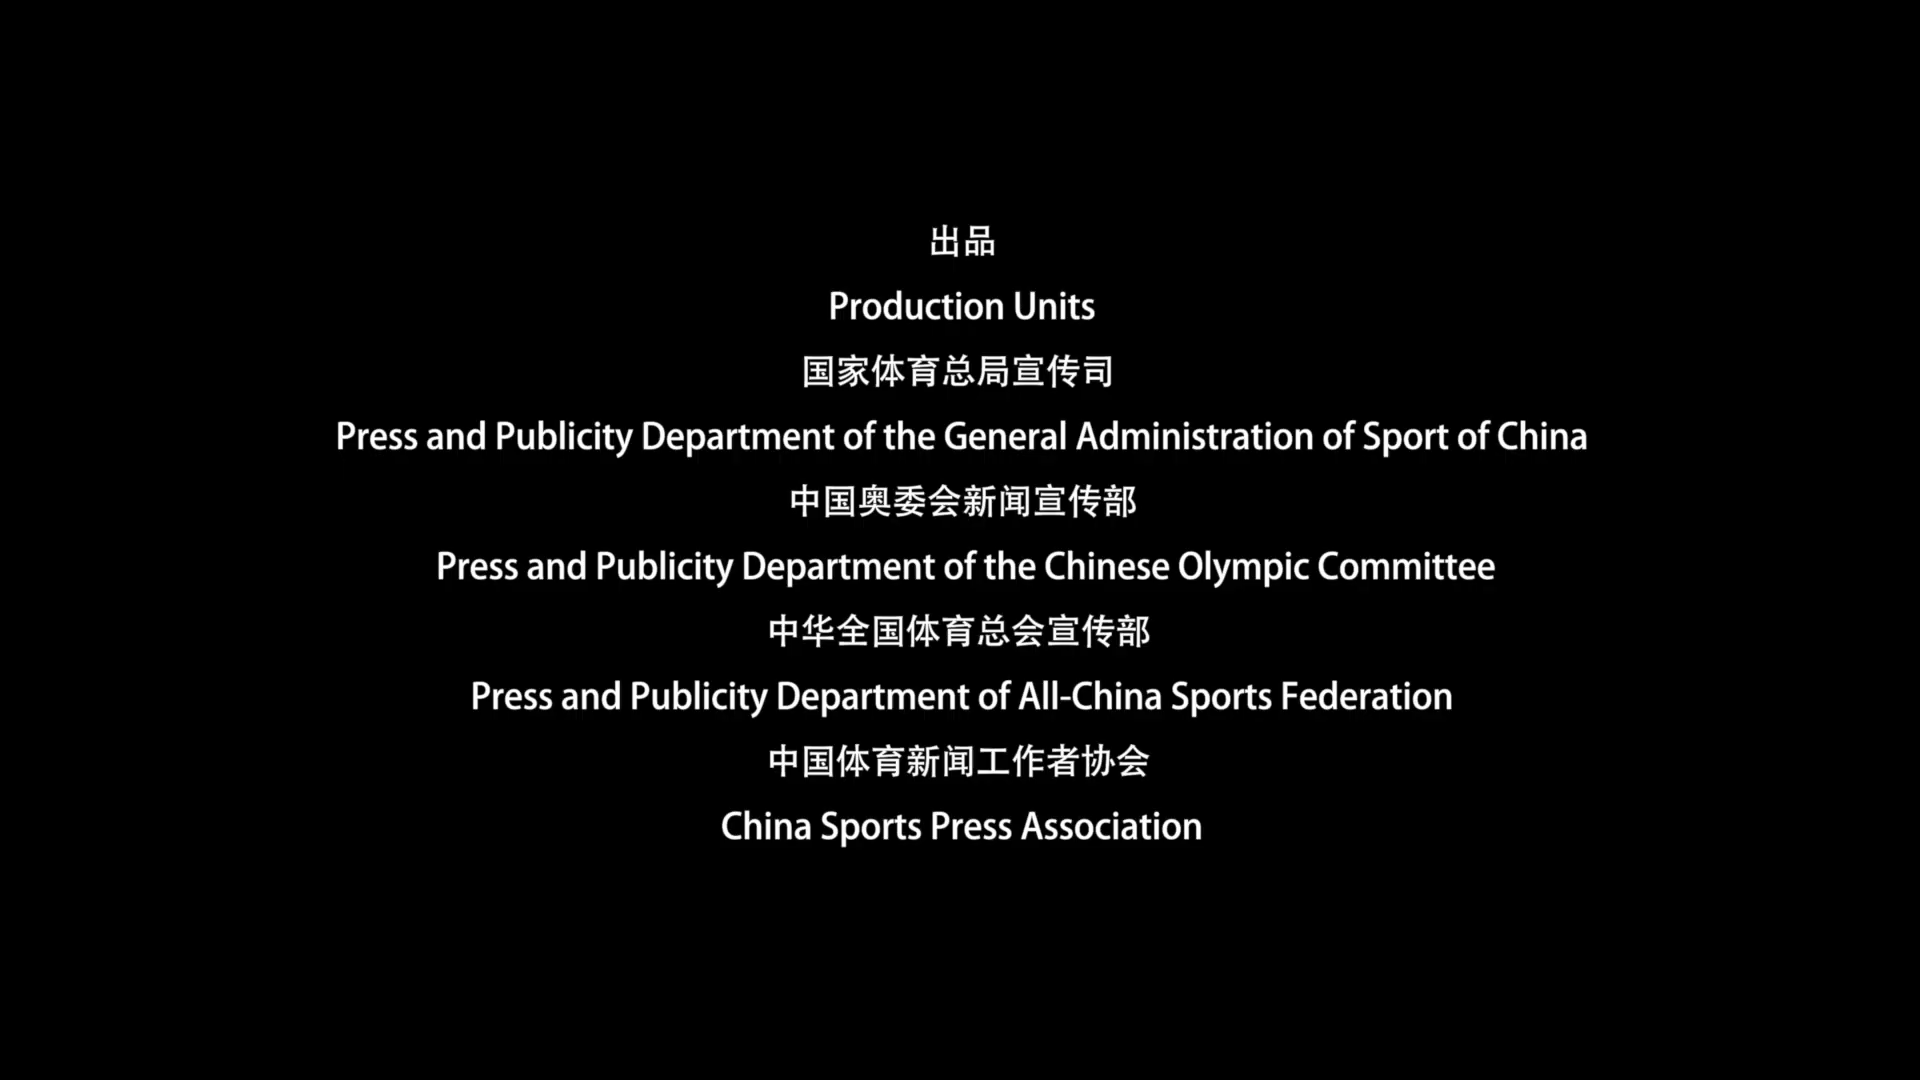 出品
Production Units
国家体育总局宣传司
Press and Publicity Department of the General Administration of Sport of China
中国奥委会新闻宣传部
Press and Publicity Department of the Chinese Olympic Committee
中华全国体育总会宣传部
Press and Publicity Department of All-China Sports Federation
中国体育新闻工作者协会
China Sports Press Association